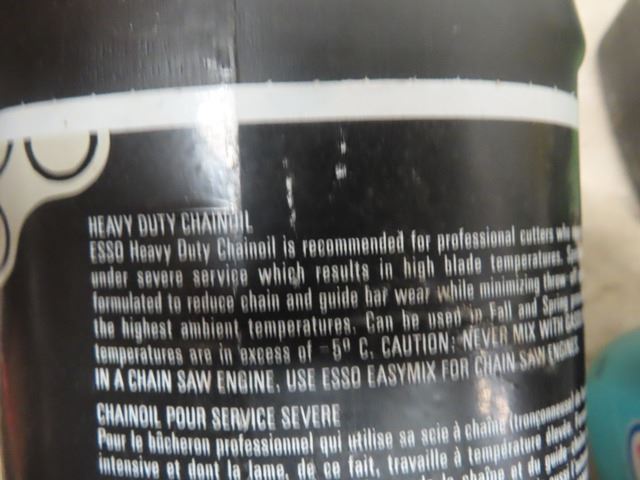 HEAVY DUTY CHAINOIL
ESSO Heavy Duty Chainoil is recommended for professional cutters who
under severe service which results in high blade temeratures.
formulated to reduce chain and guide bar wear while minimizing
the highest ambient temperatures. Can be used in Fall and Spring
temperatures are in excess of -5° C. CAUTION: NEVER MIX WITH
IN A CHAIN SAW ENGINE. USE ESSO EASYMIX FOR CHAIN SAW ENGINE
CHAINOIL POUR SERVICE SEVERE
Pour le bûcheron professionnel qui utilise sa scie à chaîne
intensive et dont la lame, de ce fait, travaille à température élevée